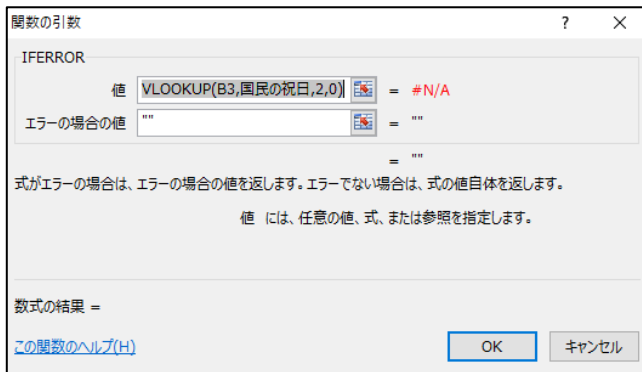 関数の引数 ?
IFERROR
値 VLOOKUP(B3,国民の祝日,2,0) = #N/A
エラーの場合の値 "" = ""
= ""
式がエラーの場合は、エラーの場合の値を返します。エラーでない場合は、式の値自体を返します。
値 には、任意の値、式、または参照を指定します。
数式の結果 =
この関数のヘルプ(H) OK キャンセル